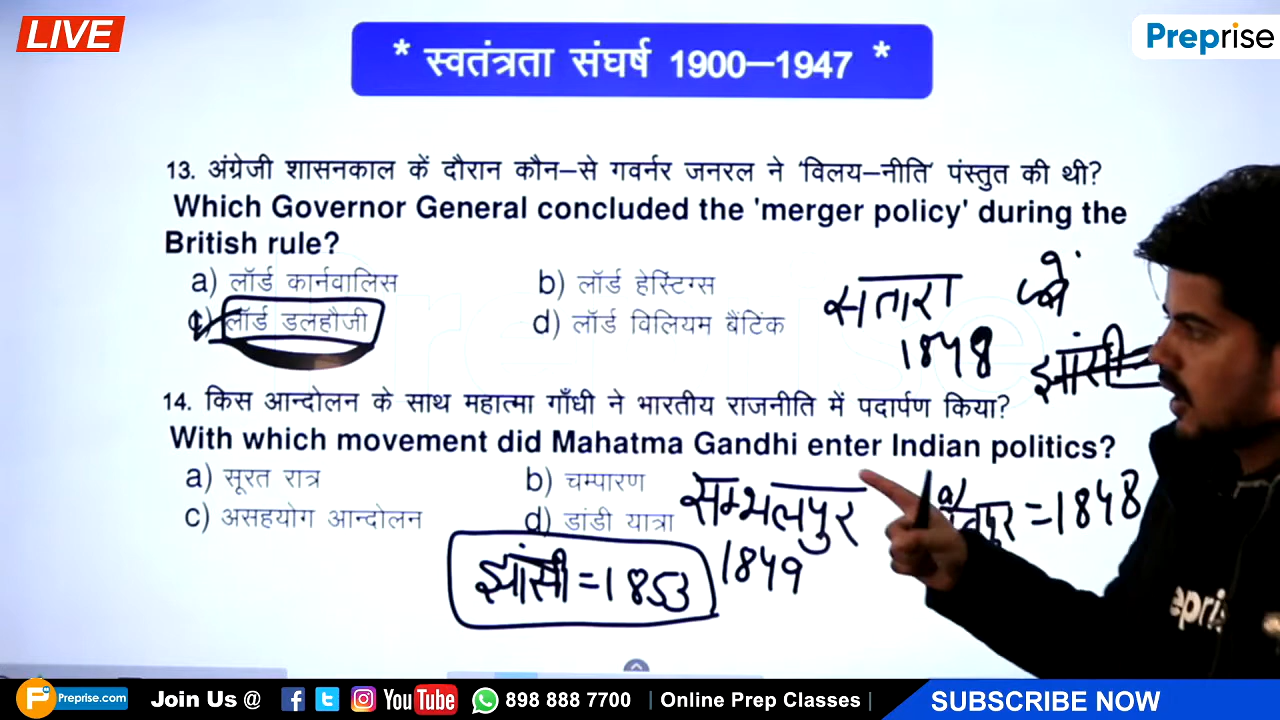 LIVE
Preprise
* स्वतंत्रता संघर्ष 1900–1947 *
13. अंग्रेजी शासनकाल कें दौरान कौन–से गवर्नर जनरल ने 'विलय–नीति' पंस्तुत की थी?
Which Governor General concluded the 'merger policy' during the
British rule?
a) लॉर्ड कार्नवालिस b) लॉर्ड हेस्टिंग्स
लॉर्ड डलहौजी d) लॉर्ड विलियम बैंटिंक
सतारा
1848
झांसी
14. किस आन्दोलन के साथ महात्मा गाँधी ने भारतीय राजनीति में पदार्पण किया?
With which movement did Mahatma Gandhi enter Indian politics?
a) सूरत रात्र b) चम्पारण
c) असहयोग आन्दोलन d) डांडी यात्रा
सम्भलपुर
1849
=1848
झांसी =1853
epris
Preprise.com Join Us @ YouTube 898 888 7700 | Online Prep Classes | SUBSCRIBE NOW